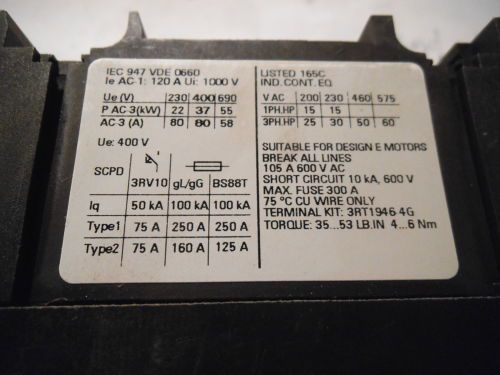 IEC 947 VDE 0660
Ie AC-1: 120 A Ui: 1000 V
Ue (V) 230 400 690
P AC-3(kW) 22 37 55
AC-3 (A) 80 80 58
Ue: 400 V
SCPD 3RV10 gL/gG BS88T
Iq 50 kA 100 kA 100 kA
Type1 75 A 250 A 250 A
Type2 75 A 160 A 125 A
LISTED 165C
IND. CONT. EQ.
V AC 200 230 460 575
1PH.HP 15 15 - -
3PH.HP 25 30 50 60
SUITABLE FOR DESIGN E MOTORS
BREAK ALL LINES
105 A 600 V AC
SHORT CIRCUIT 10 kA, 600 V
MAX. FUSE 300 A
75 °C CU WIRE ONLY
TERMINAL KIT: 3RT1946-4G
TORQUE: 35...53 LB.IN 4...6 Nm